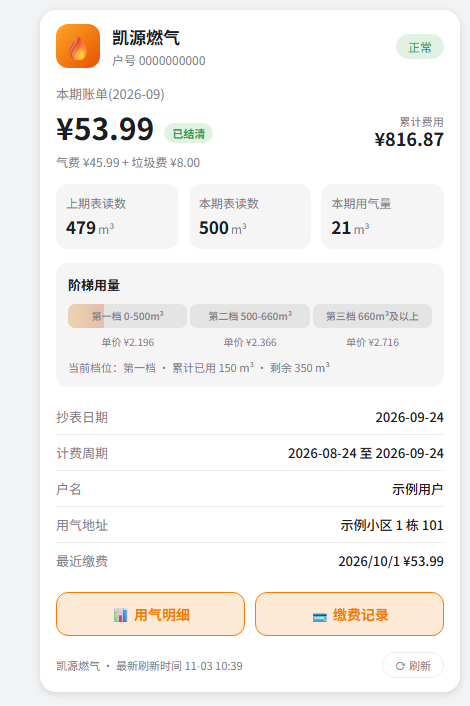 凯源燃气
户号 0000000000
正常
本期账单(2026-09)
¥53.99 已结清
累计费用
¥816.87
气费 ¥45.99 + 垃圾费 ¥8.00
上期表读数 本期表读数 本期用气量
479 m³ 500 m³ 21 m³
阶梯用量
第一档 0-500m³ 第二档 500-660m³ 第三档 660m³及以上
单价 ¥2.196 单价 ¥2.366 单价 ¥2.716
当前档位：第一档 · 累计已用 150 m³ · 剩余 350 m³
抄表日期 2026-09-24
计费周期 2026-08-24 至 2026-09-24
户名 示例用户
用气地址 示例小区 1 栋 101
最近缴费 2026/10/1 ¥53.99
用气明细 缴费记录
凯源燃气 · 最新刷新时间 11-03 10:39 刷新